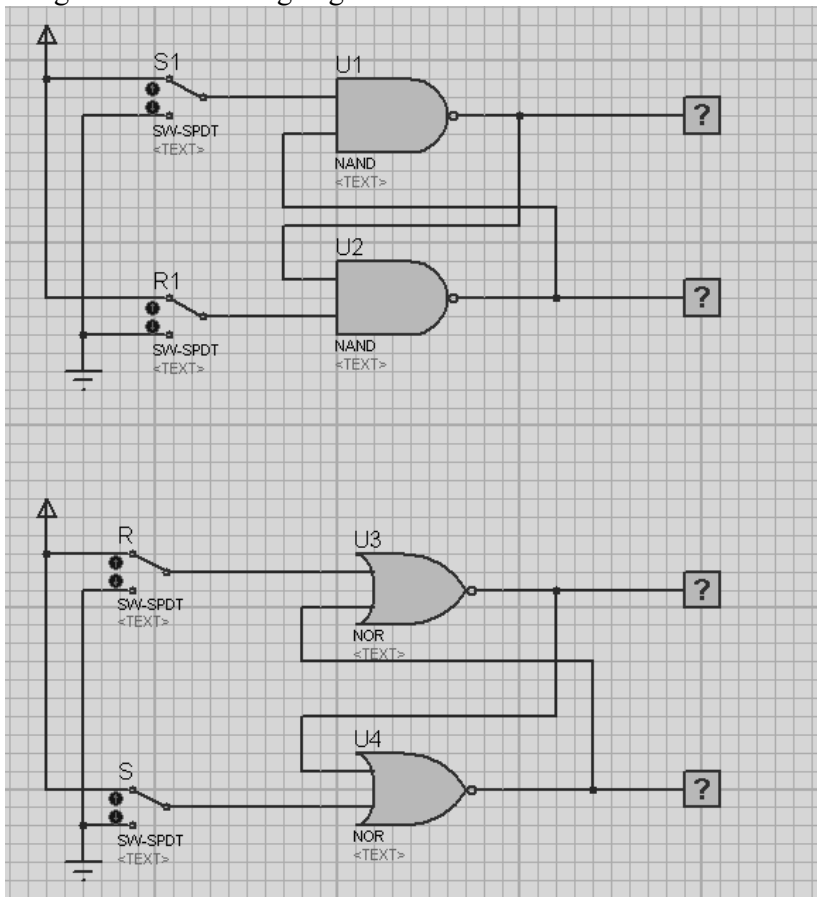 S1
U1
?
SW-SPDT
<TEXT>
NAND
<TEXT>
R1
U2
?
SW-SPDT
<TEXT>
NAND
<TEXT>
R
U3
?
SW-SPDT
<TEXT>
NOR
<TEXT>
S
U4
?
SW-SPDT
<TEXT>
NOR
<TEXT>